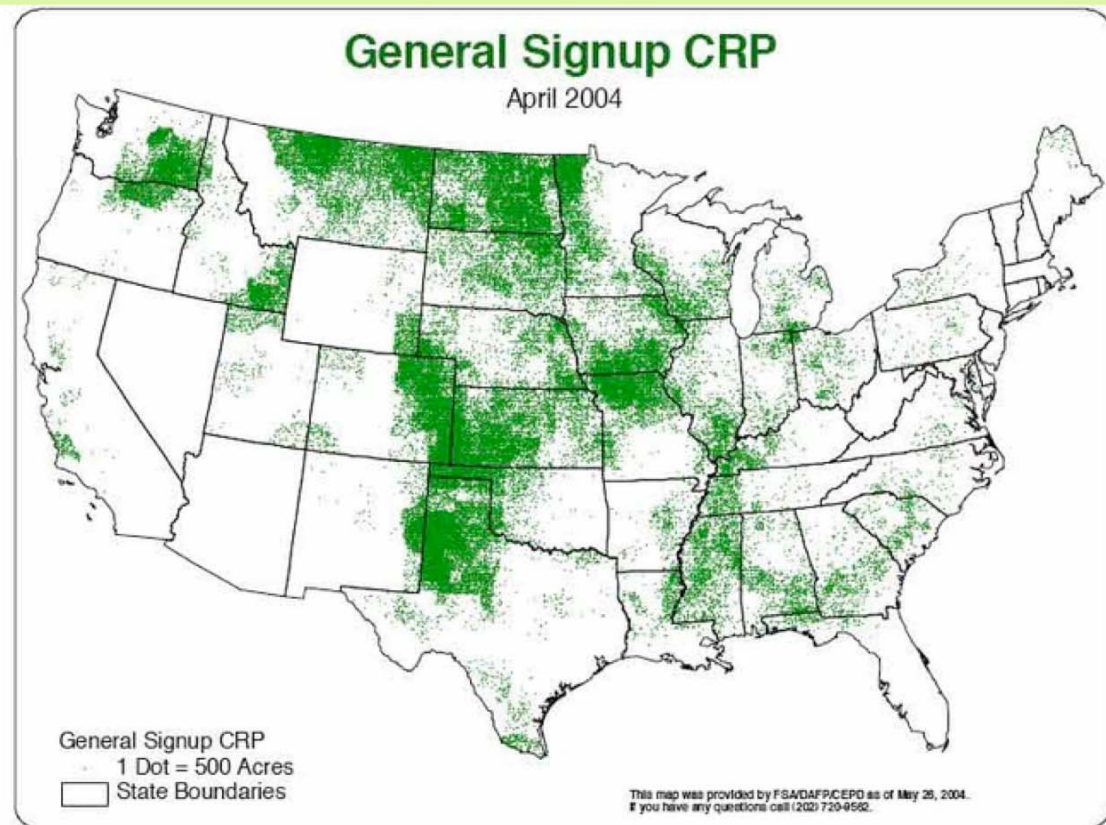 General Signup CRP
April 2004
General Signup CRP
1 Dot = 500 Acres
State Boundaries
This map was provided by FSA/DAFP/CEPD as of May 26, 2004.
If you have any questions call (202) 720-9562.